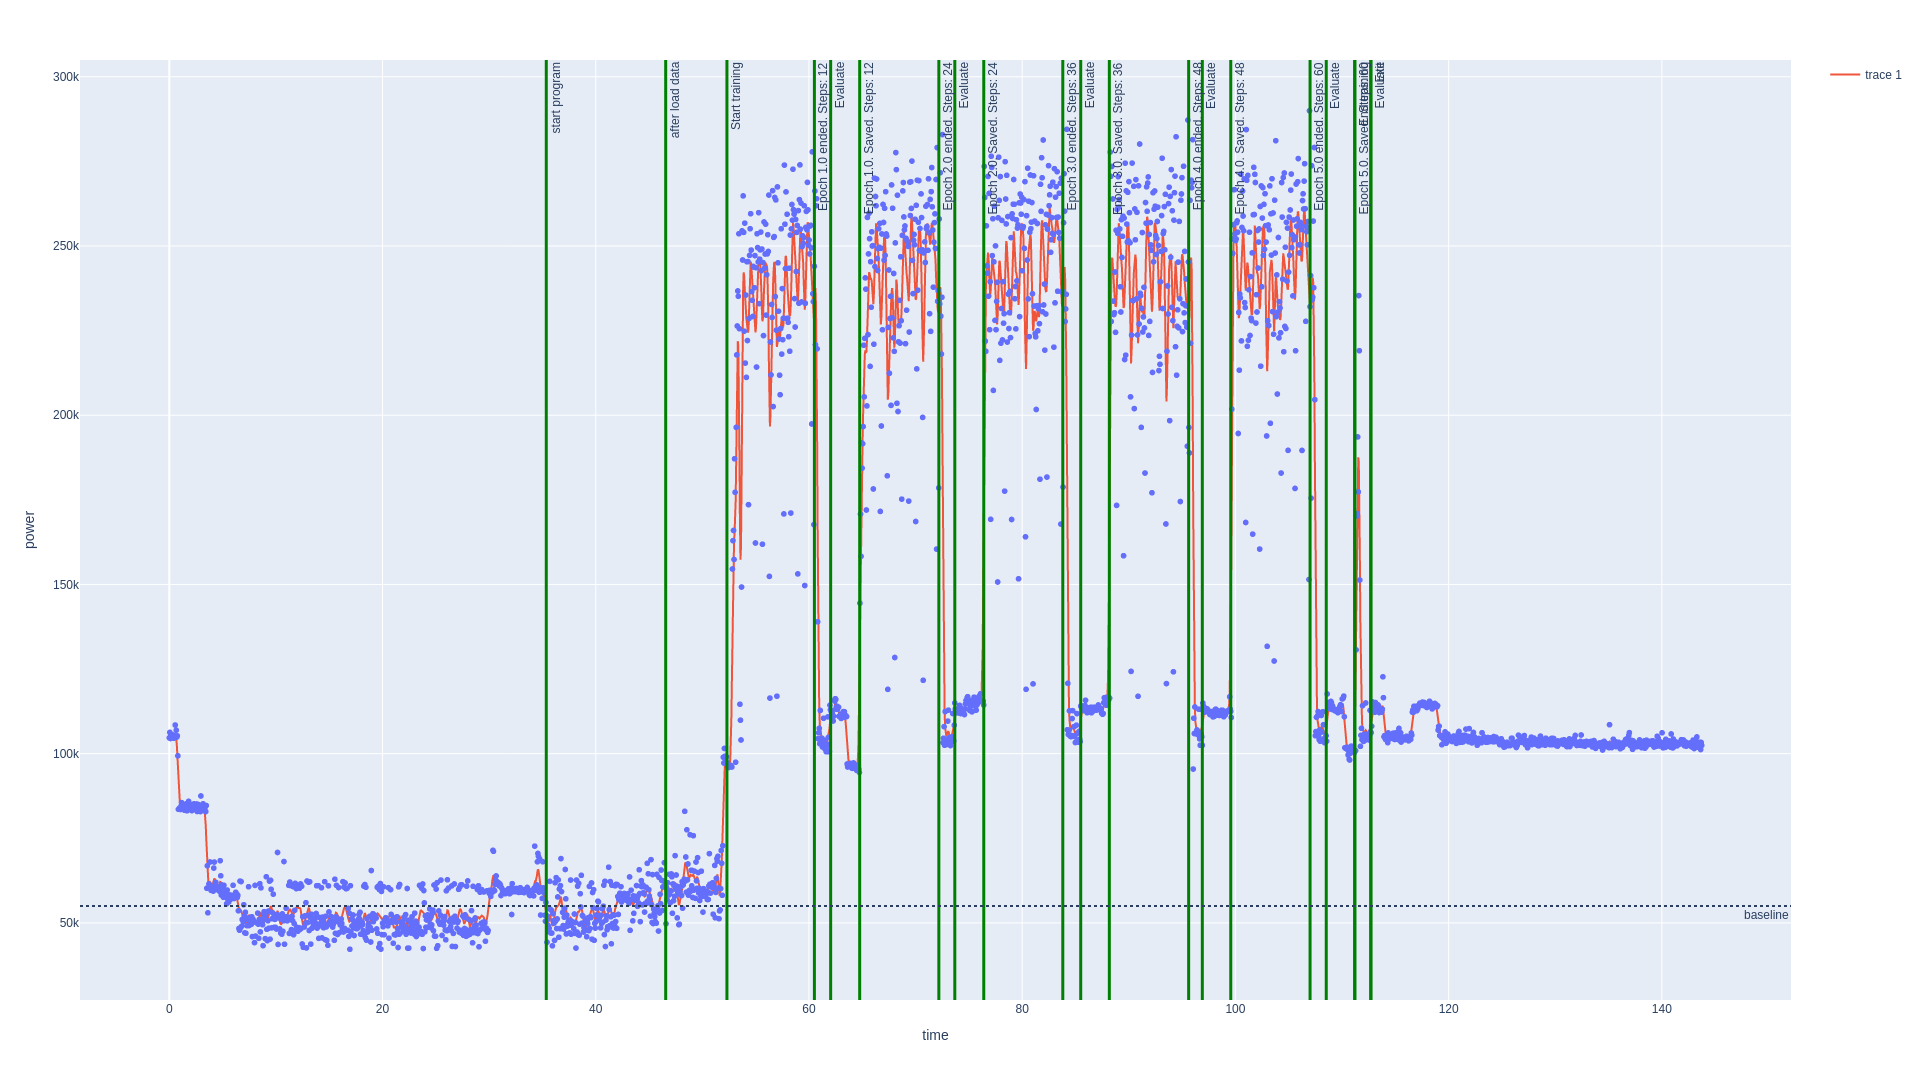 300k
250k
200k
150k
100k
50k
0
20
40
60
80
100
120
140
power
time
start program
after load data
Start training
Epoch 1.0 ended. Steps: 12
Evaluate
Epoch 1.0. Saved. Steps: 12
Epoch 2.0 ended. Steps: 24
Evaluate
Epoch 2.0. Saved. Steps: 24
Epoch 3.0 ended. Steps: 36
Evaluate
Epoch 3.0. Saved. Steps: 36
Epoch 4.0 ended. Steps: 48
Evaluate
Epoch 4.0. Saved. Steps: 48
Epoch 5.0 ended. Steps: 60
Evaluate
Epoch 5.0. Saved. Steps: 60
Evaluate
baseline
trace 1